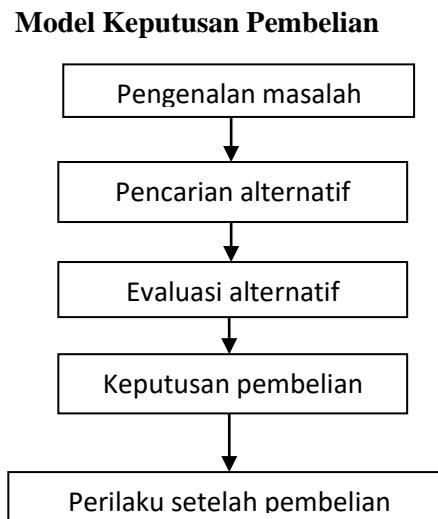 Model Keputusan Pembelian
Pengenalan masalah
Pencarian alternatif
Evaluasi alternatif
Keputusan pembelian
Perilaku setelah pembelian